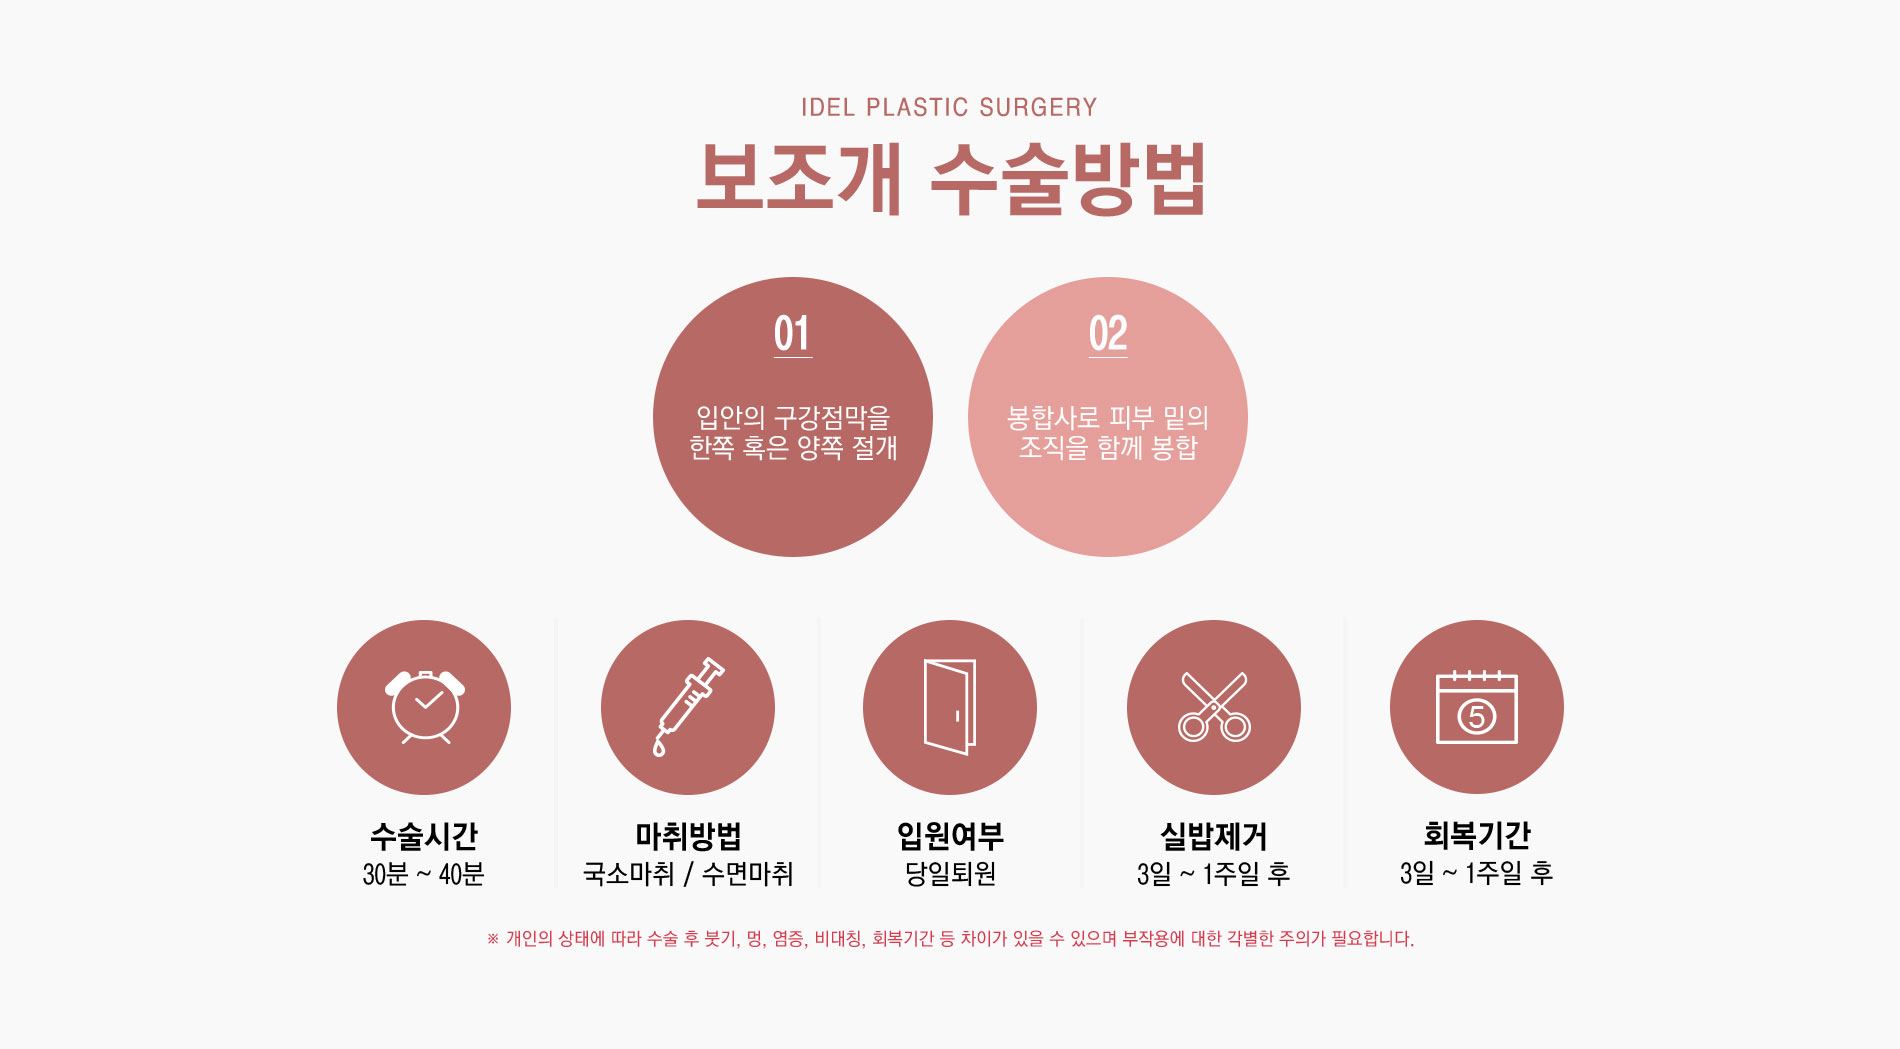 IDEL PLASTIC SURGERY
보조개 수술방법
01
입안의 구강점막을
한쪽 혹은 양쪽 절개
02
봉합사로 피부 밑의
조직을 함께 봉합
5
수술시간
30분 ~ 40분
마취방법
국소마취 / 수면마취
입원여부
당일퇴원
실밥제거
3일 ~ 1주일 후
회복기간
3일 ~ 1주일 후
※ 개인의 상태에 따라 수술 후 붓기, 멍, 염증, 비대칭, 회복기간 등 차이가 있을 수 있으며 부작용에 대한 각별한 주의가 필요합니다.